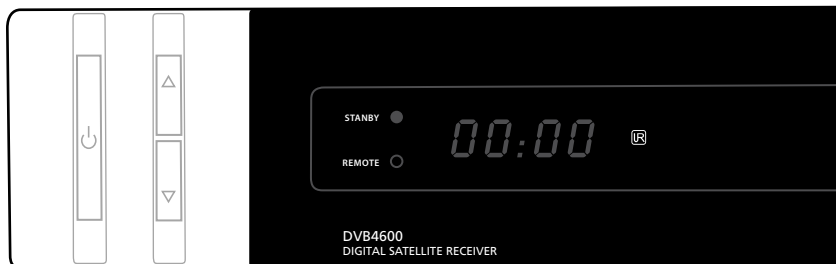 STANBY
00:00
REMOTE
DVB4600
DIGITAL SATELLITE RECEIVER